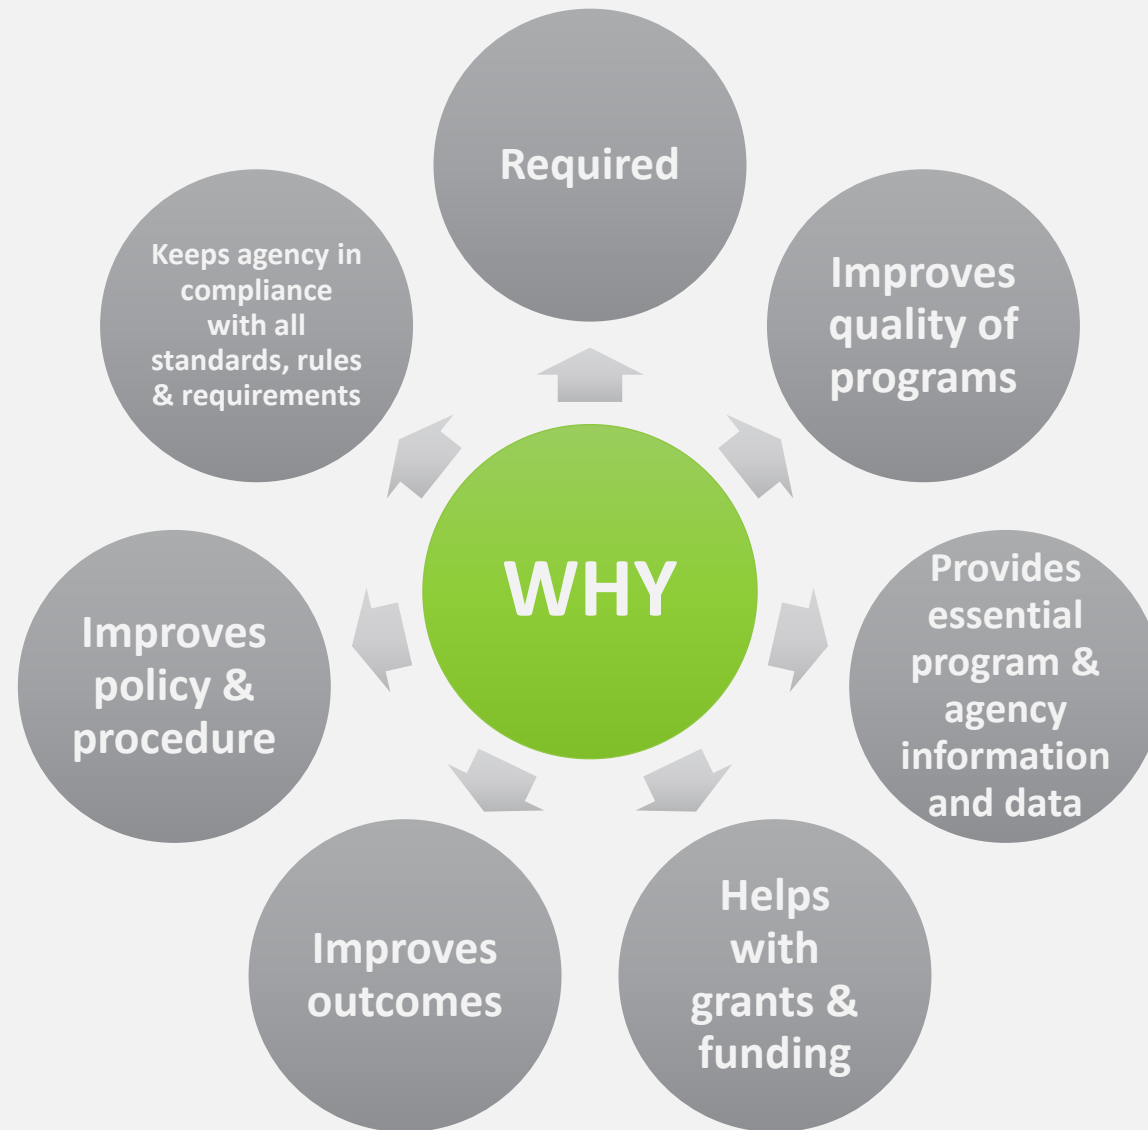 Required
Improves
quality of
programs
Provides
essential
program &
agency
information
and data
Helps
with
grants &
funding
Improves
outcomes
Improves
policy &
procedure
Keeps agency in
compliance
with all
standards, rules
& requirements
WHY